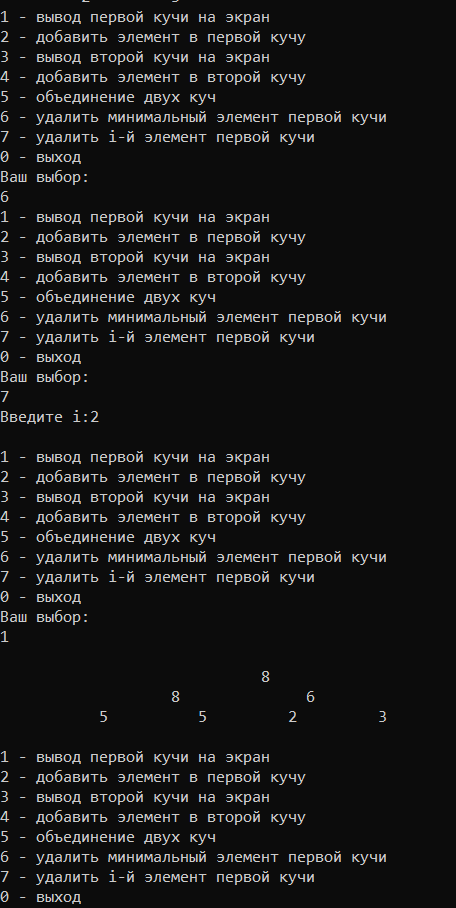 1 - вывод первой кучи на экран
2 - добавить элемент в первой кучу
3 - вывод второй кучи на экран
4 - добавить элемент в второй кучу
5 - объединение двух куч
6 - удалить минимальный элемент первой кучи
7 - удалить i-й элемент первой кучи
0 - выход
Ваш выбор:
6
1 - вывод первой кучи на экран
2 - добавить элемент в первой кучу
3 - вывод второй кучи на экран
4 - добавить элемент в второй кучу
5 - объединение двух куч
6 - удалить минимальный элемент первой кучи
7 - удалить i-й элемент первой кучи
0 - выход
Ваш выбор:
7
Введите i:2
1 - вывод первой кучи на экран
2 - добавить элемент в первой кучу
3 - вывод второй кучи на экран
4 - добавить элемент в второй кучу
5 - объединение двух куч
6 - удалить минимальный элемент первой кучи
7 - удалить i-й элемент первой кучи
0 - выход
Ваш выбор:
1
8
8 6
5 5 2 3
1 - вывод первой кучи на экран
2 - добавить элемент в первой кучу
3 - вывод второй кучи на экран
4 - добавить элемент в второй кучу
5 - объединение двух куч
6 - удалить минимальный элемент первой кучи
7 - удалить i-й элемент первой кучи
0 - выход